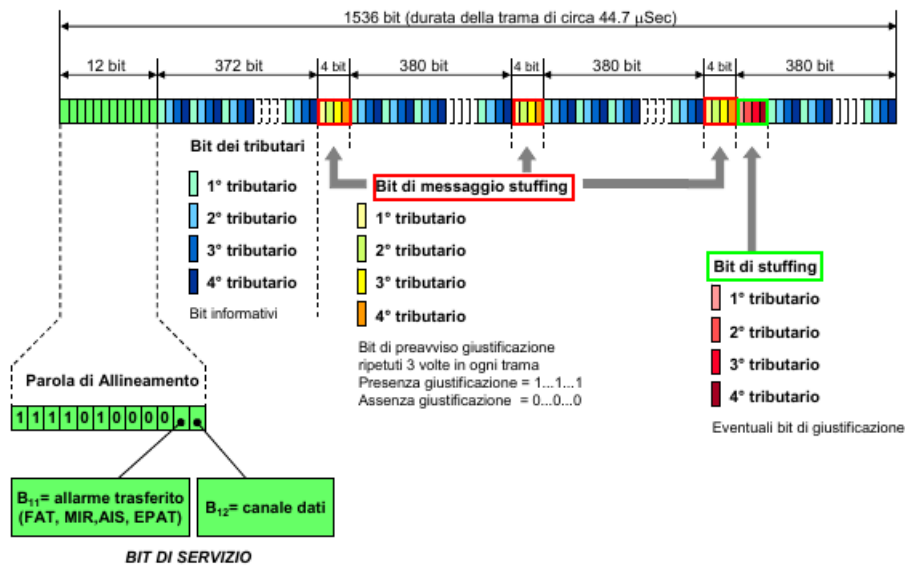 1536 bit (durata della trama di circa 44.7 µSec)
12 bit
372 bit
4 bit
380 bit
4 bit
380 bit
4 bit
380 bit
Bit dei tributari
1° tributario
2° tributario
3° tributario
4° tributario
Bit informativi
Bit di messaggio stuffing
1° tributario
2° tributario
3° tributario
4° tributario
Bit di preavviso giustificazione
ripetuti 3 volte in ogni trama
Presenza giustificazione = 1...1...1
Assenza giustificazione = 0...0...0
Bit di stuffing
1° tributario
2° tributario
3° tributario
4° tributario
Eventuali bit di giustificazione
Parola di Allineamento
1 1 1 1 0 1 0 0 0 0
B11= allarme trasferito
(FAT, MIR,AIS, EPAT)
B12= canale dati
BIT DI SERVIZIO